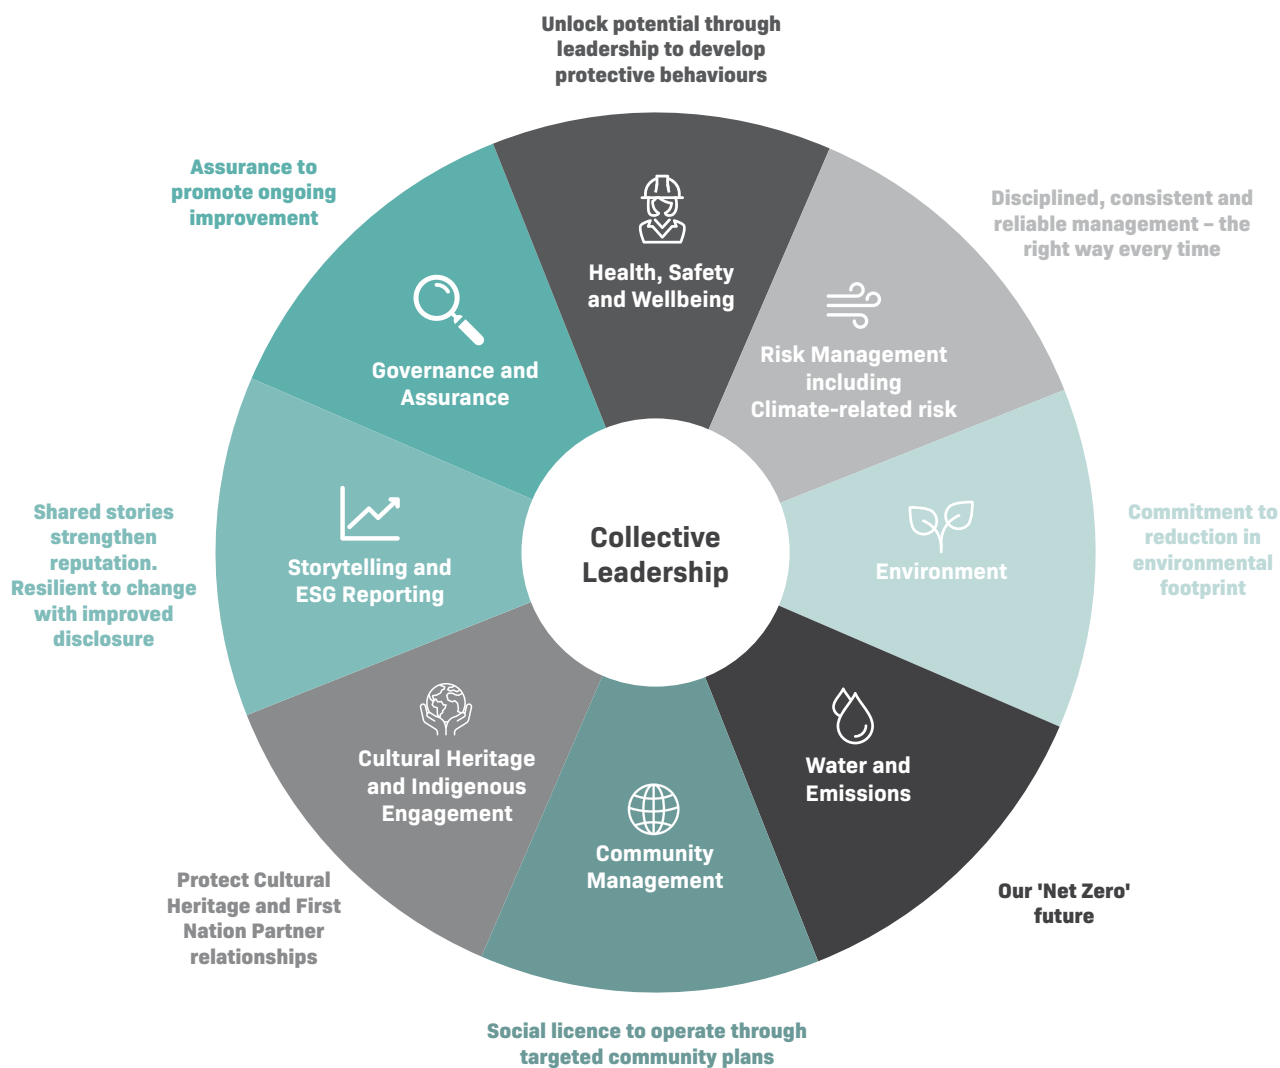 Unlock potential through
leadership to develop
protective behaviours
Health, Safety
and Wellbeing
Disciplined, consistent and
reliable management – the
right way every time
Risk Management
including
Climate-related risk
Commitment to
reduction in
environmental
footprint
Environment
Water and
Emissions
Our 'Net Zero'
future
Community
Management
Social licence to operate through
targeted community plans
Cultural Heritage
and Indigenous
Engagement
Protect Cultural
Heritage and First
Nation Partner
relationships
Storytelling and
ESG Reporting
Shared stories
strengthen
reputation.
Resilient to change
with improved
disclosure
Governance and
Assurance
Assurance to
promote ongoing
improvement
Collective
Leadership